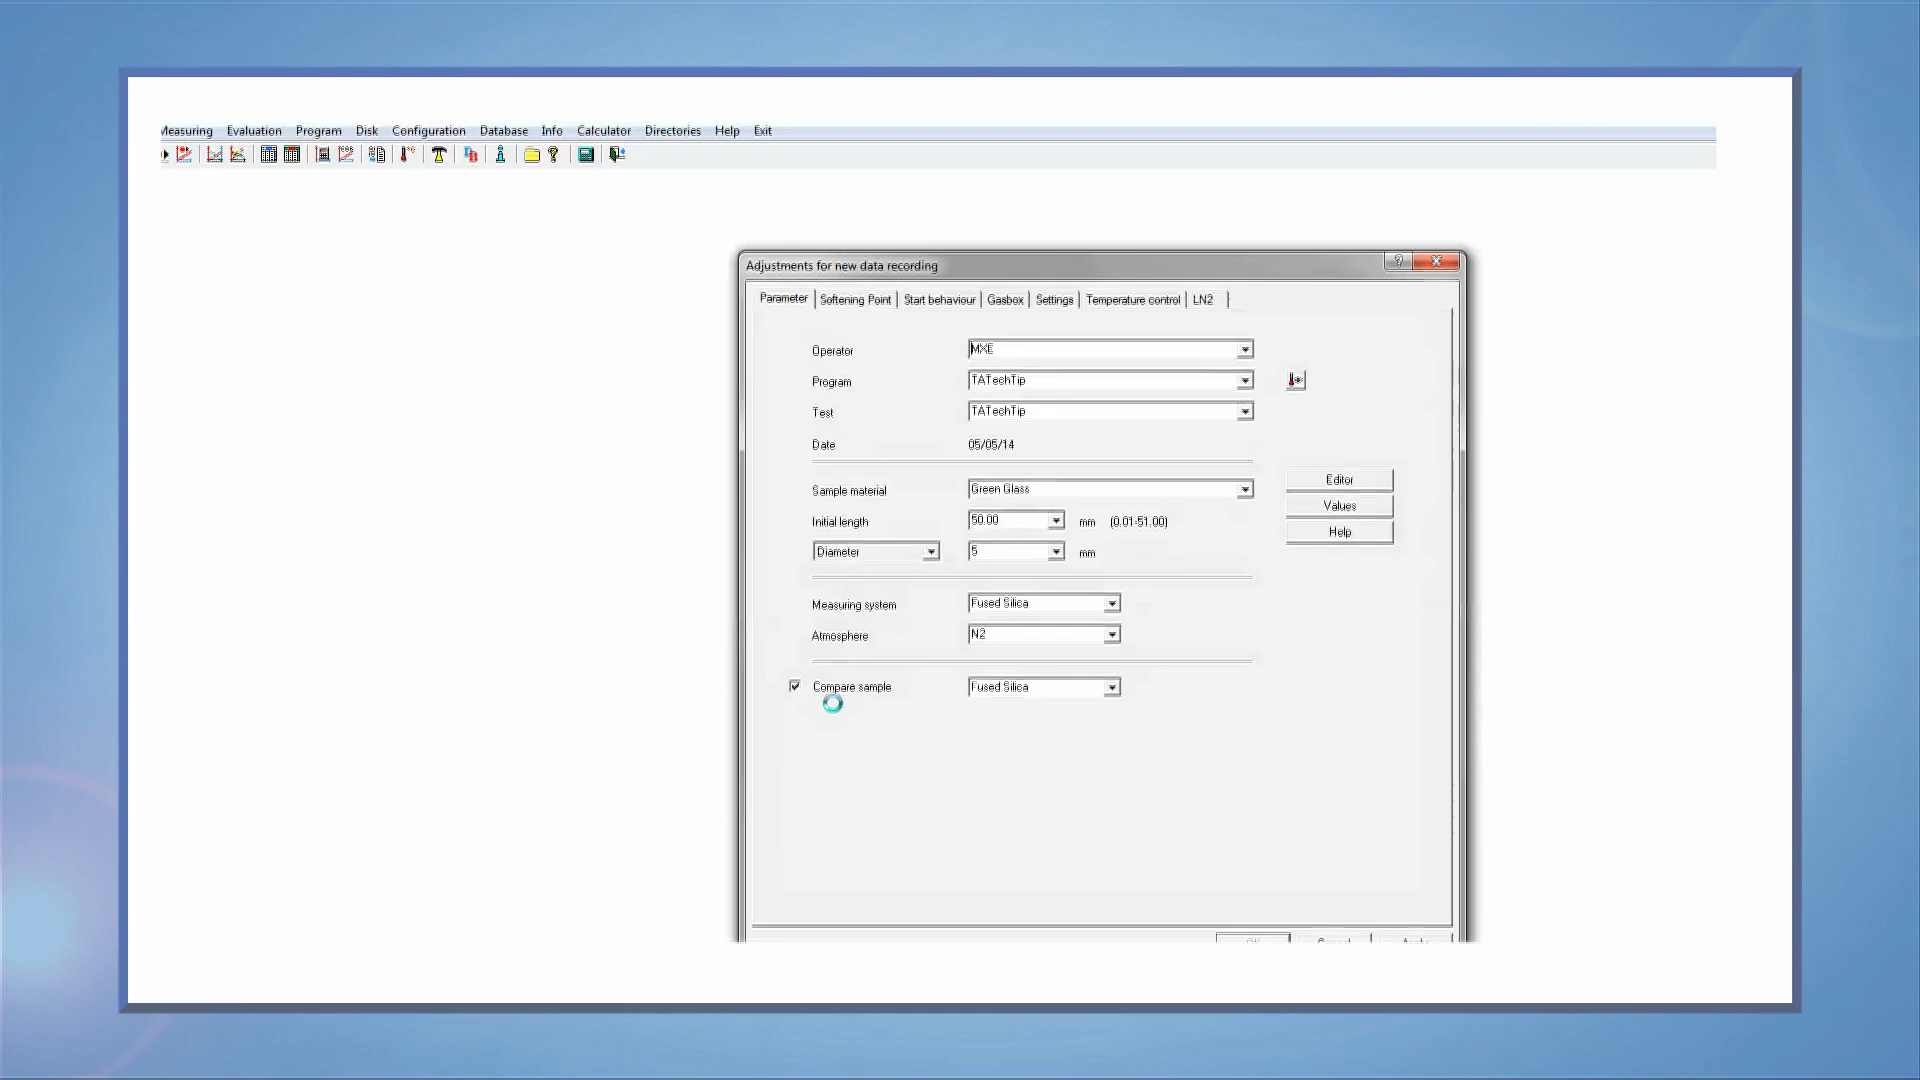 Measuring Evaluation Program Disk Configuration Database Info Calculator Directories Help Exit
Adjustments for new data recording
Parameter Softening Point Start behaviour Gasbox Settings Temperature control LN2
Operator MXE
Program TATechTip
Test TATechTip
Date 05/05/14
Sample material Green Glass Editor
Values
Initial length 50.00 mm (0.01-51.00)
Help
Diameter 5 mm
Measuring system Fused Silica
Atmosphere N2
Compare sample Fused Silica